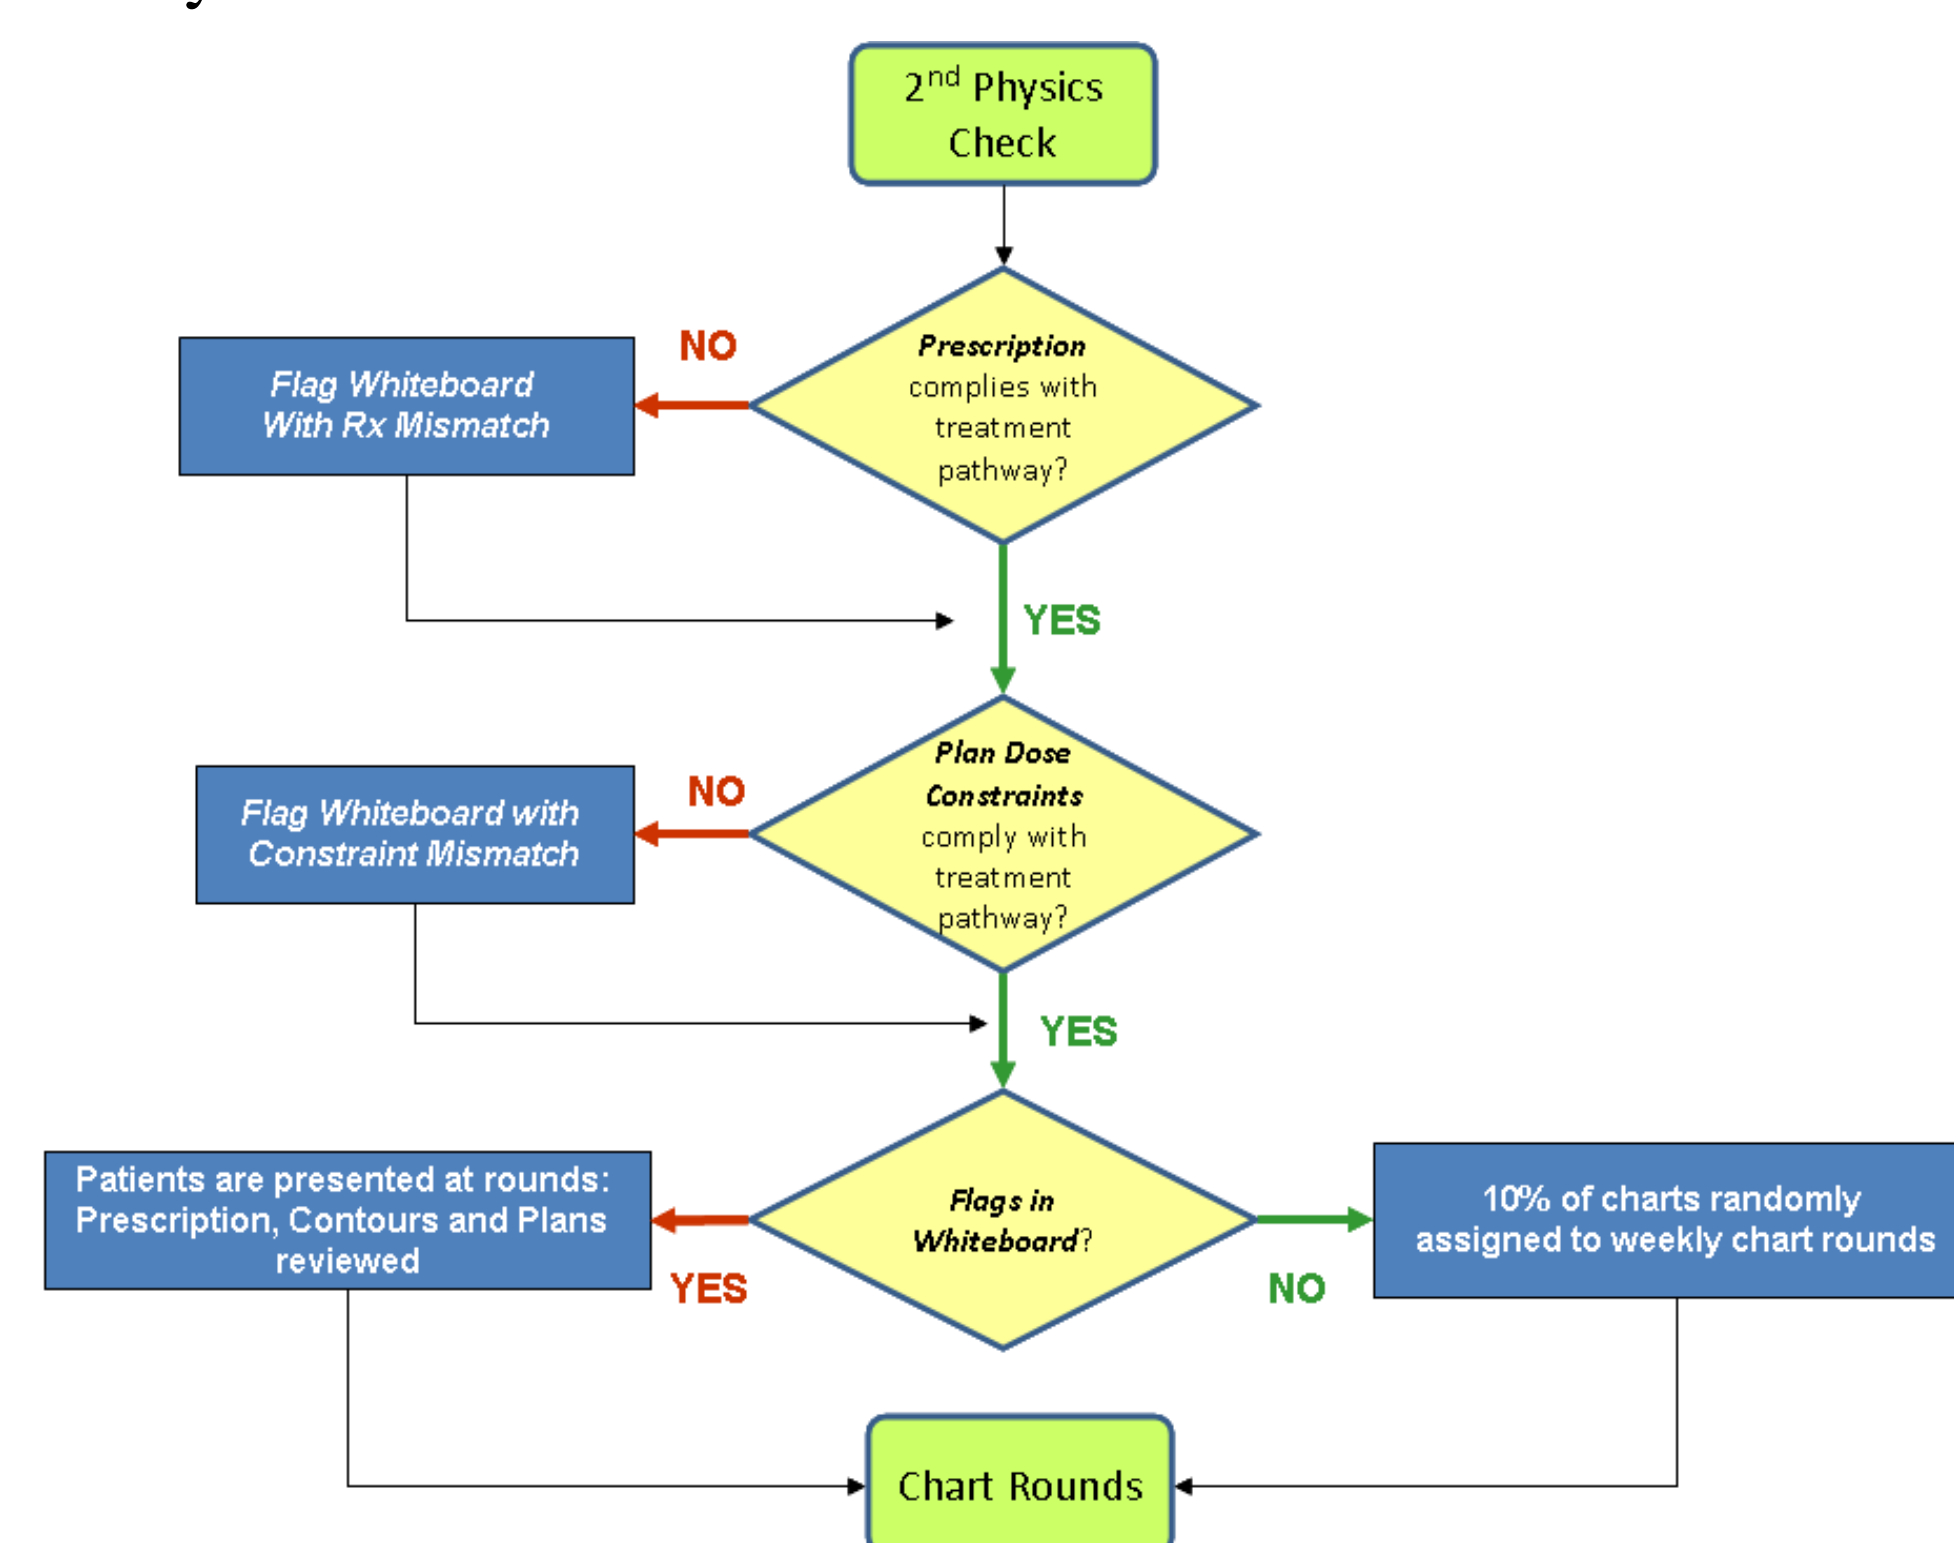 2nd Physics
Check
Prescription
complies with
treatment
pathway?
NO
Flag Whiteboard
With Rx Mismatch
YES
Plan Dose
Constraints
comply with
treatment
pathway?
NO
Flag Whiteboard with
Constraint Mismatch
YES
Flags in
Whiteboard?
YES
Patients are presented at rounds:
Prescription, Contours and Plans
reviewed
NO
10% of charts randomly
assigned to weekly chart rounds
Chart Rounds